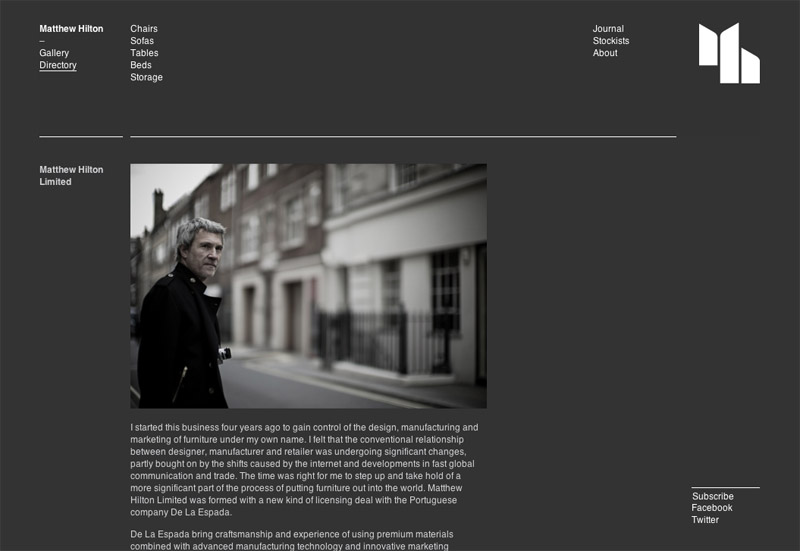 Matthew Hilton
–
Gallery
Directory
Chairs
Sofas
Tables
Beds
Storage
Journal
Stockists
About
Matthew Hilton
Limited
I started this business four years ago to gain control of the design, manufacturing and
marketing of furniture under my own name. I felt that the conventional relationship
between designer, manufacturer and retailer was undergoing significant changes,
partly bought on by the shifts caused by the internet and developments in fast global
communication and trade. The time was right for me to step up and take hold of a
more significant part of the process of putting furniture out into the world. Matthew
Hilton Limited was formed with a new kind of licensing deal with the Portuguese
company De La Espada.
De La Espada bring craftsmanship and experience of using premium materials
combined with advanced manufacturing technology and innovative marketing
Subscribe
Facebook
Twitter